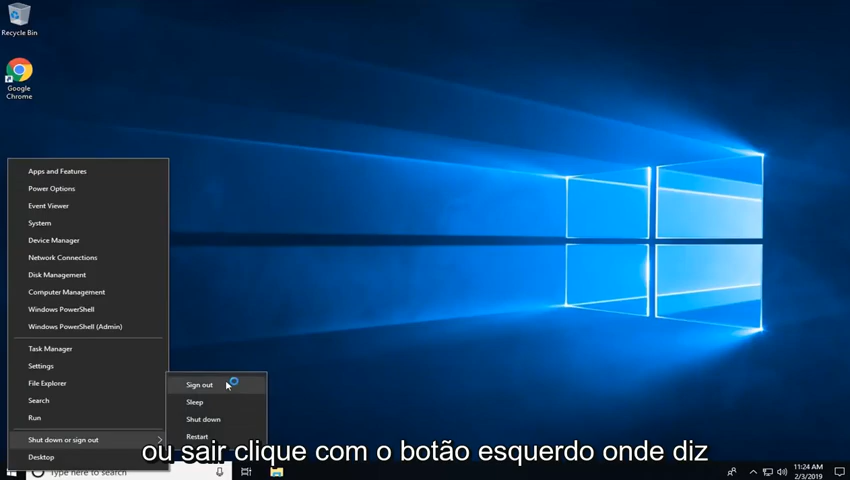 Recycle Bin
Google
Chrome
Apps and Features
Power Options
Event Viewer
System
Device Manager
Network Connections
Disk Management
Computer Management
Windows PowerShell
Windows PowerShell (Admin)
Task Manager
Settings
File Explorer
Search
Run
Shut down or sign out
Desktop
Sign out
Sleep
Shut down
Restart
ou sair clique com o botão esquerdo onde diz
Type here to search
11:24 AM
2/3/2019